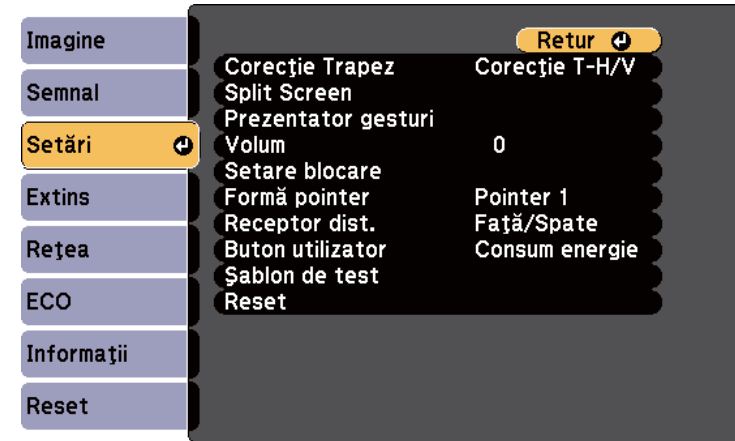 Imagine
Semnal
Setări
Extins
Reţea
ECO
Informaţii
Reset
Retur
Corecţie Trapez Corecţie T-H/V
Split Screen
Prezentator gesturi
Volum 0
Setare blocare
Formă pointer Pointer 1
Receptor dist. Faţă/Spate
Buton utilizator Consum energie
Şablon de test
Reset